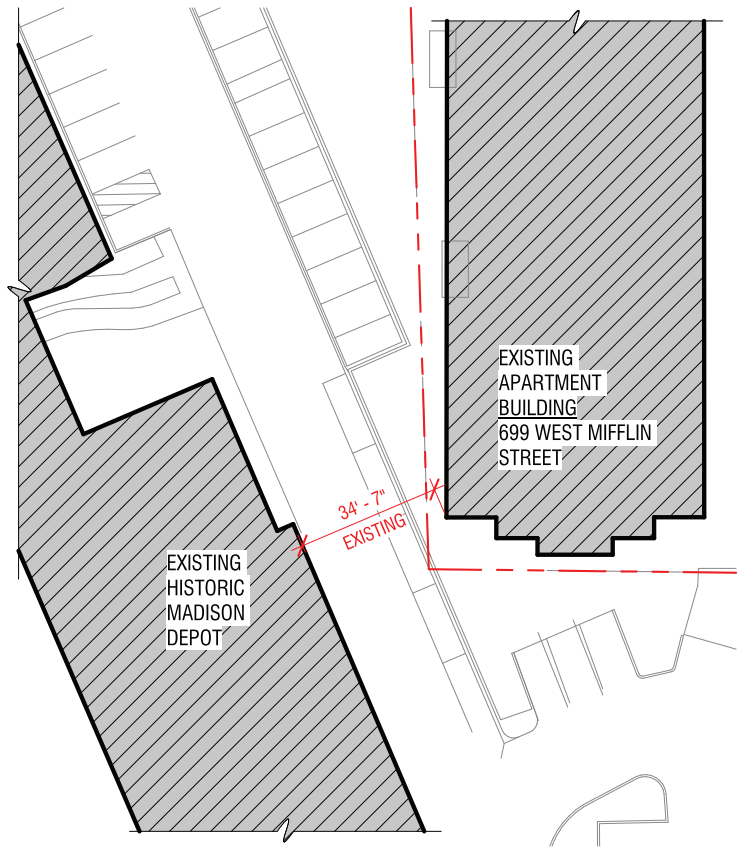 EXISTING
APARTMENT
BUILDING
699 WEST MIFFLIN
STREET
34' - 7"
EXISTING
EXISTING
HISTORIC
MADISON
DEPOT